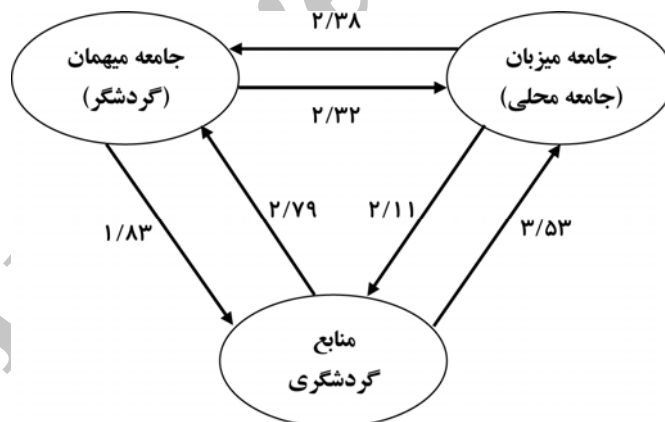 ۲/۳۸
جامعه میزبان
(جامعه محلی)
جامعه میهمان
(گردشگر)
۲/۳۲
۲/۷۹
۲/۱۱
۱/۸۳
۳/۵۳
منابع
گردشگری